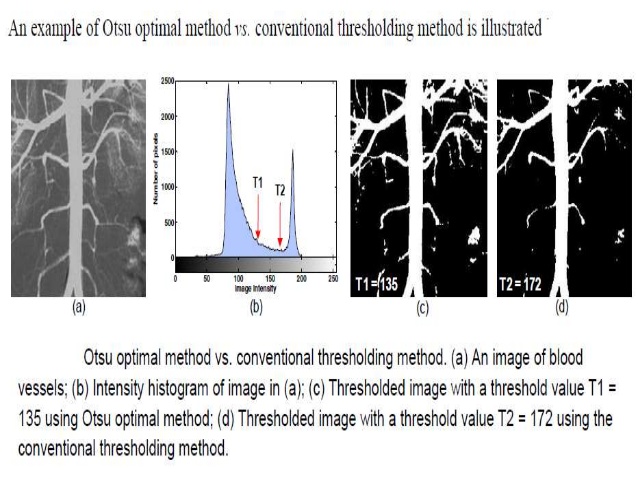 An example of Otsu optimal method vs. conventional thresholding method is illustrated
2500
2000
1500
1000
500
0
Number of pixels
T1
T2
0 50 100 150 200 250
Image Intensity
T1=135
T2=172
(a)
(b)
(c)
(d)
Otsu optimal method vs. conventional thresholding method. (a) An image of blood
vessels; (b) Intensity histogram of image in (a); (c) Thresholded image with a threshold value T1 =
135 using Otsu optimal method; (d) Thresholded image with a threshold value T2 = 172 using the
conventional thresholding method.